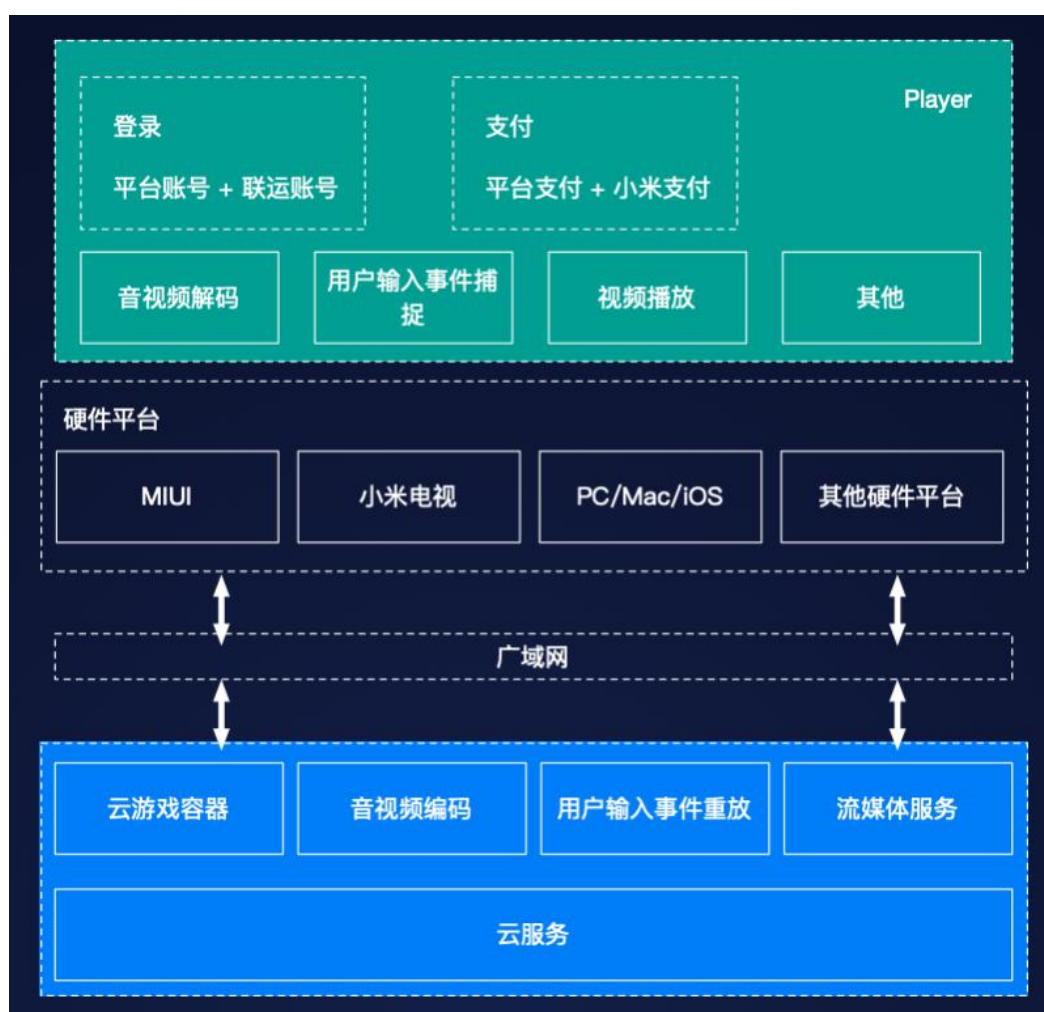 Player
登录
平台账号 + 联运账号
支付
平台支付 + 小米支付
音视频解码
用户输入事件捕
捉
视频播放
其他
硬件平台
MIUI
小米电视
PC/Mac/iOS
其他硬件平台
广域网
云游戏容器
音视频编码
用户输入事件重放
流媒体服务
云服务